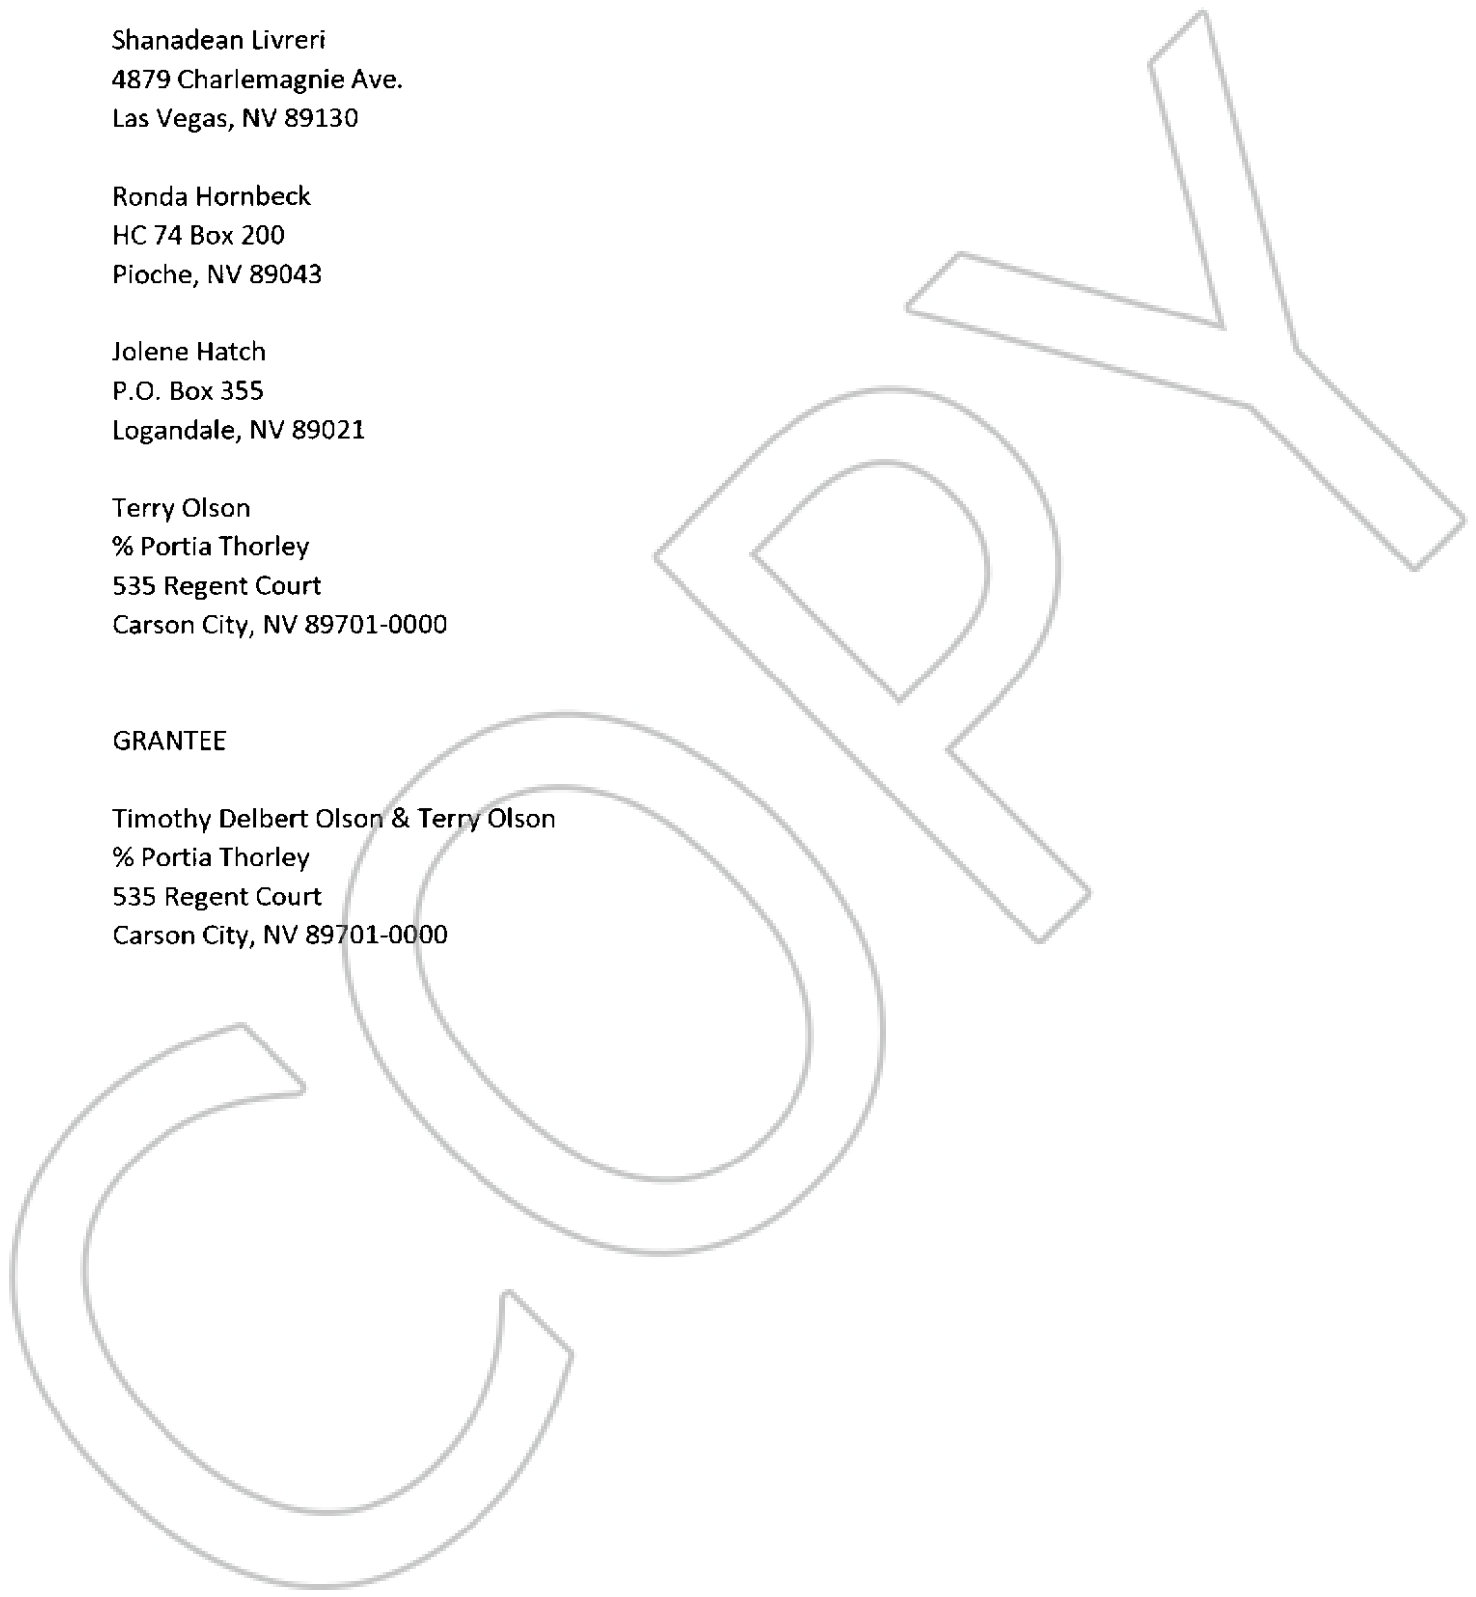 Shanadean Livreri
4879 Charlemagnie Ave.
Las Vegas, NV 89130
Ronda Hornbeck
HC 74 Box 200
Pioche, NV 89043
Jolene Hatch
P.O. Box 355
Logandale, NV 89021
Terry Olson
% Portia Thorley
535 Regent Court
Carson City, NV 89701-0000
GRANTEE
Timothy Delbert Olson & Terry Olson
% Portia Thorley
535 Regent Court
Carson City, NV 89701-0000
COPY